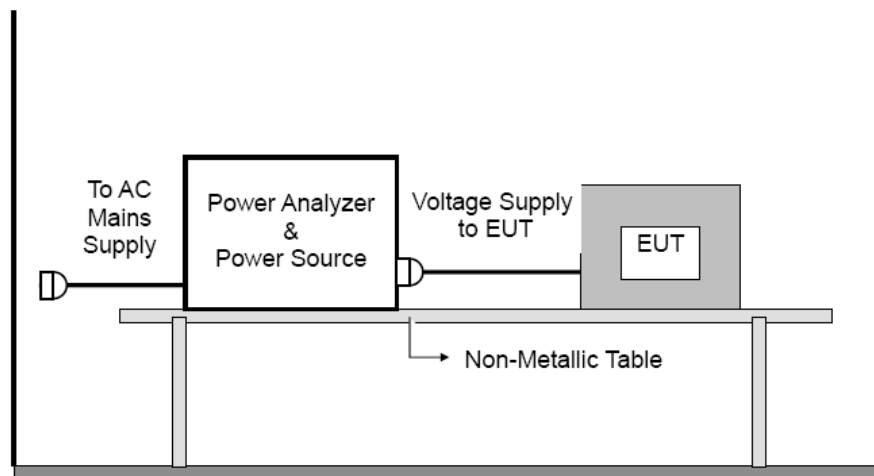 To AC
Mains
Supply
Power Analyzer
&
Power Source
Voltage Supply
to EUT
EUT
Non-Metallic Table